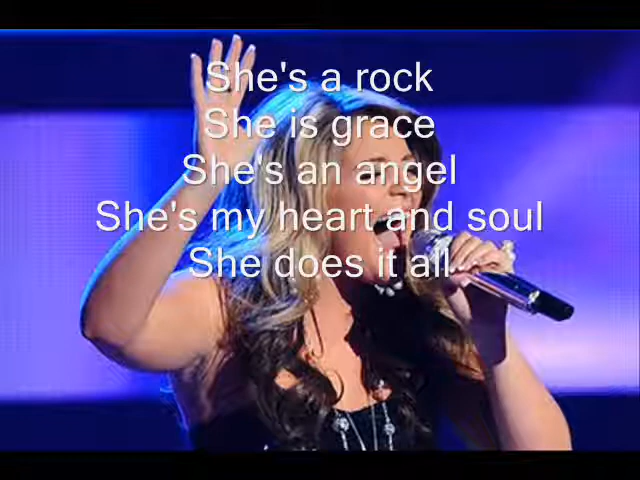 She's a rock
She is grace
She's an angel
She's my heart and soul
She does it all